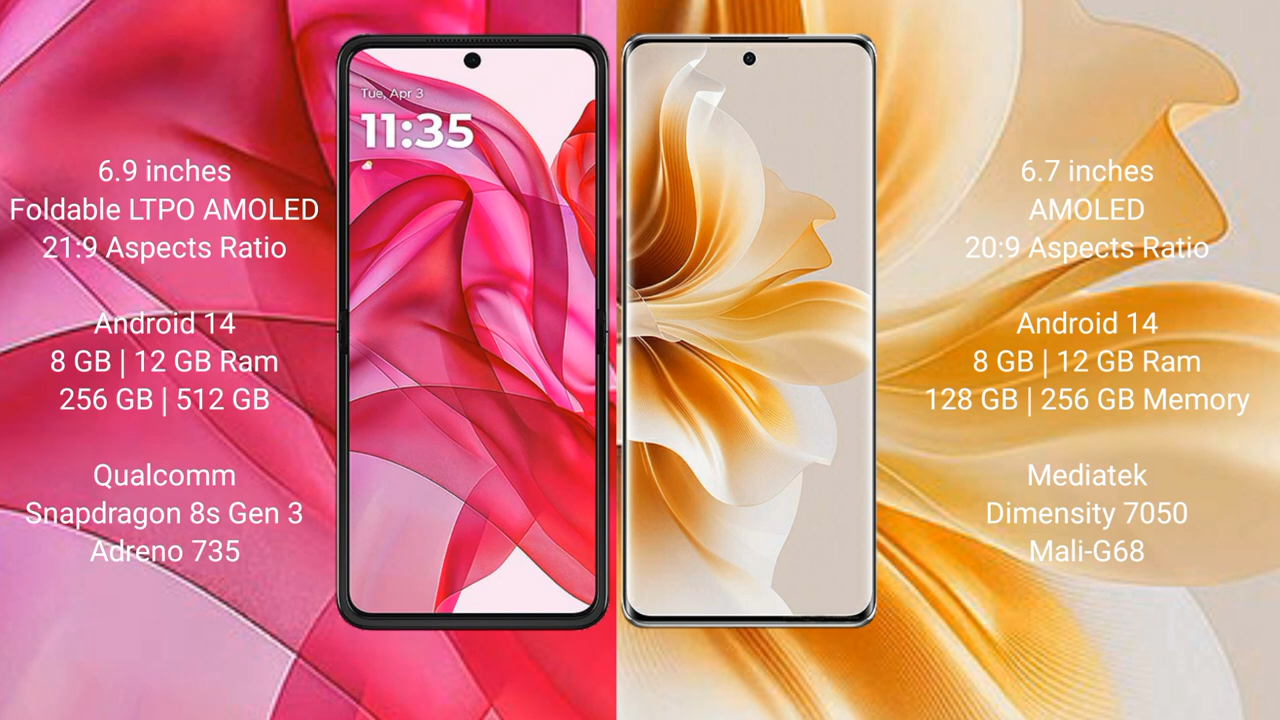 6.9 inches
Foldable LTPO AMOLED
21:9 Aspects Ratio
Android 14
8 GB | 12 GB Ram
256 GB | 512 GB
Qualcomm
Snapdragon 8s Gen 3
Adreno 735
Tue, Apr 3
11:35
6.7 inches
AMOLED
20:9 Aspects Ratio
Android 14
8 GB | 12 GB Ram
128 GB | 256 GB Memory
Mediatek
Dimensity 7050
Mali-G68